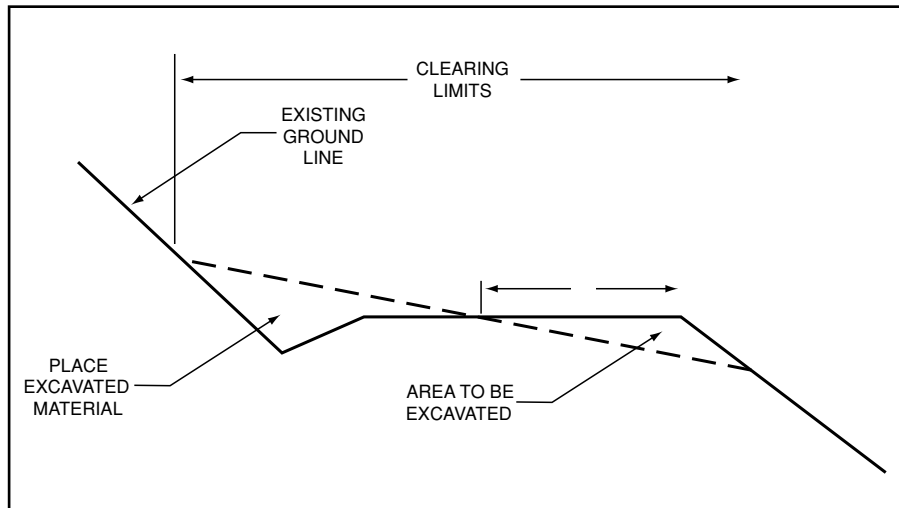 CLEARING
LIMITS
EXISTING
GROUND
LINE
PLACE
EXCAVATED
MATERIAL
AREA TO BE
EXCAVATED